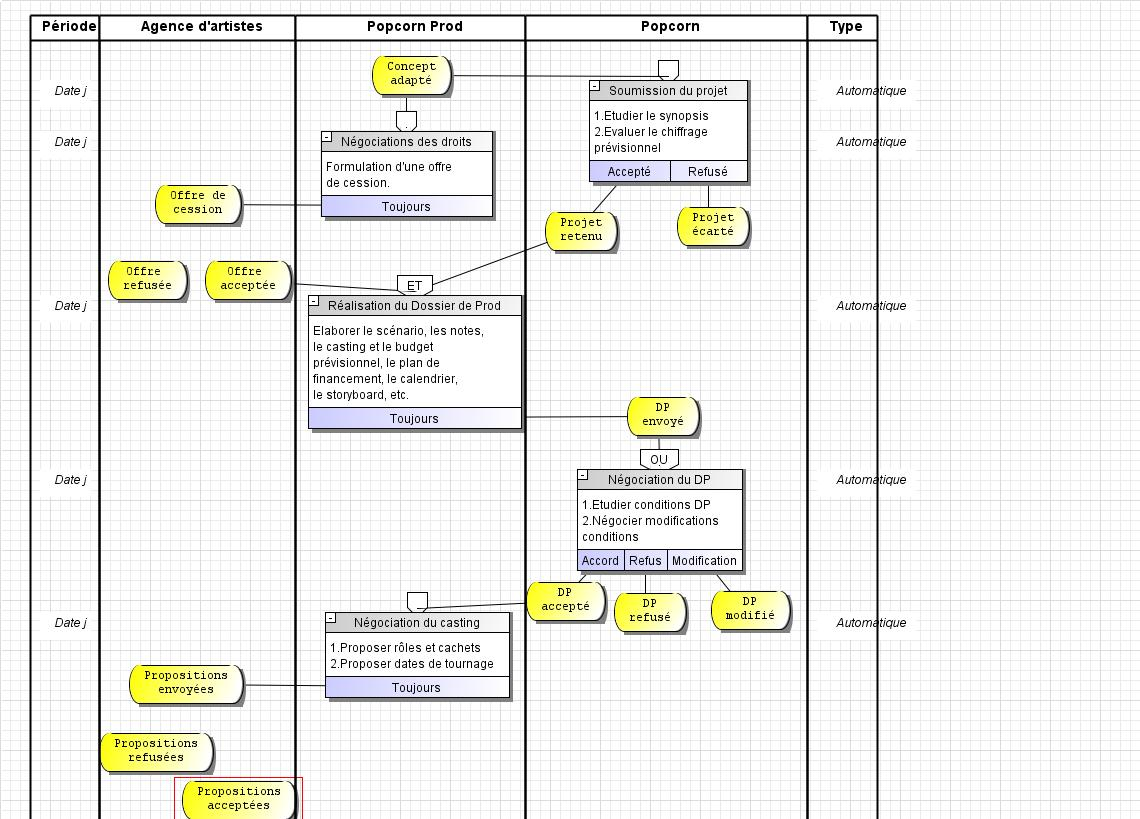 Période
Agence d'artistes
Popcorn Prod
Popcorn
Type
Concept
adapté
Date j
Soumission du projet
Automatique
1.Etudier le synopsis
2.Evaluer le chiffrage
prévisionnel
Accepté
Refusé
Date j
Négociations des droits
Automatique
Formulation d'une offre
de cession.
Toujours
Offre de
cession
Projet
retenu
Projet
écarté
Offre
refusée
Offre
acceptée
ET
Date j
Réalisation du Dossier de Prod
Automatique
Elaborer le scénario, les notes,
le casting et le budget
prévisionnel, le plan de
financement, le calendrier,
le storyboard, etc.
Toujours
DP
envoyé
OU
Date j
Négociation du DP
Automatique
1.Etudier conditions DP
2.Négocier modifications
conditions
Accord
Refus
Modification
DP
accepté
DP
refusé
DP
modifié
Date j
Négociation du casting
Automatique
1.Proposer rôles et cachets
2.Proposer dates de tournage
Toujours
Propositions
envoyées
Propositions
refusées
Propositions
acceptées